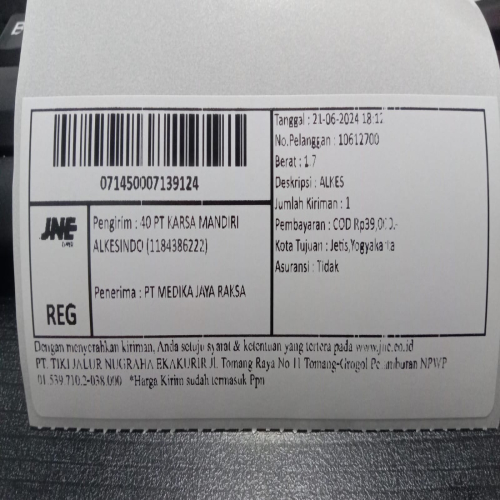 071450007139124
JNE
REG
Pengirim : 40 PT KARSA MANDIRI
ALKESINDO (1184386222)
Penerima : PT MEDIKA JAYA RAKSA
Tanggal : 21-06-2024 18:12
No.Pelanggan : 10612700
Berat : 1.7
Deskripsi : ALKES
Jumlah Kiriman : 1
Pembayaran : COD Rp39,000,-
Kota Tujuan : Jetis,Yogyakarta
Asuransi : Tidak
Dengan menyerahkan kiriman, Anda setuju syarat & ketentuan yang tertera pada www.jne.co.id
PT. TIKI JALUR NUGRAHA EKAKURIR Jl. Tomang Raya No 11 Tomang-Grogol NPWP
01.539.710.2-038.000 *Harga Kirim sudah termasuk Ppn